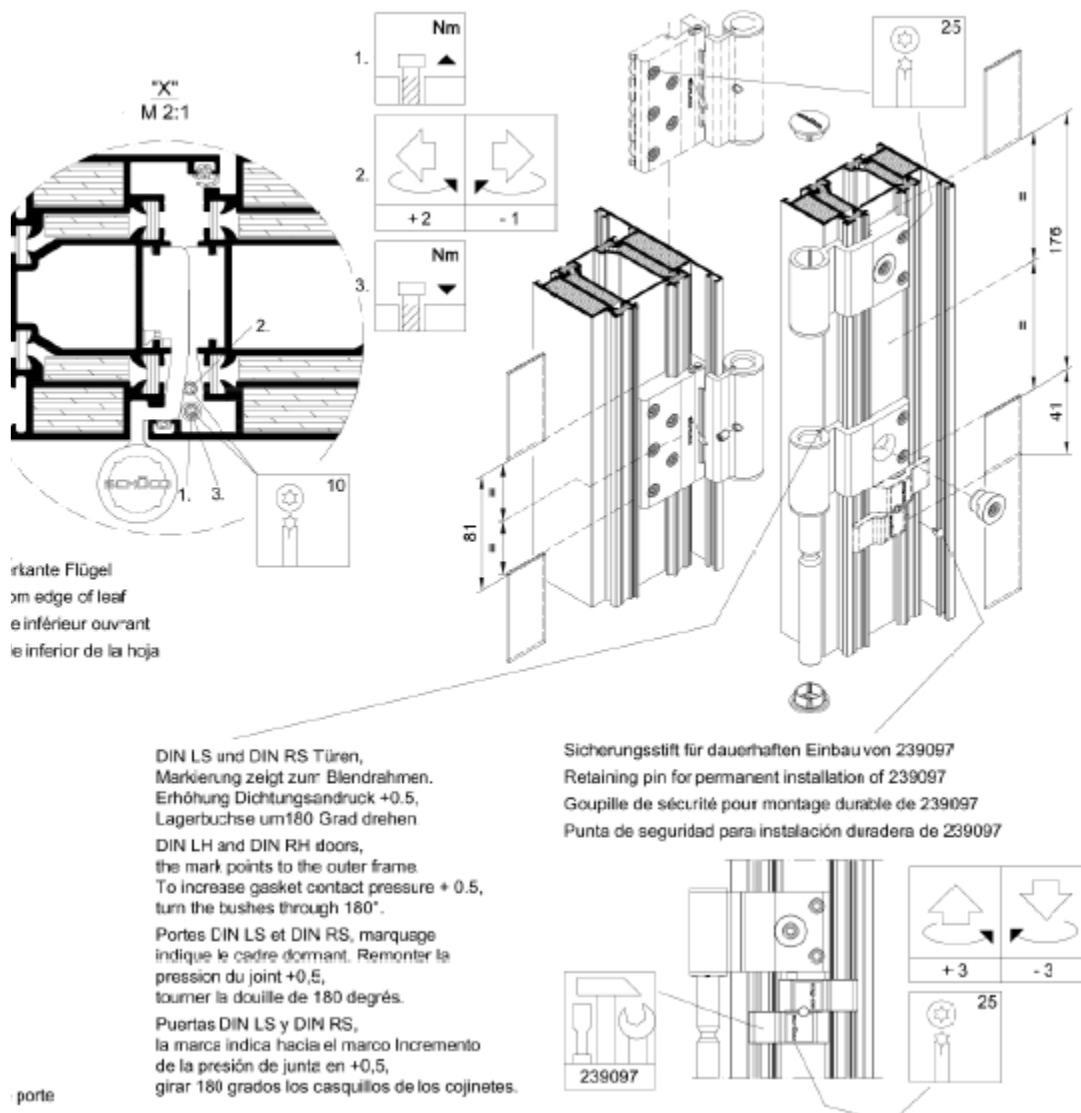 "X"
M 2:1
1.
Nm
2.
+ 2
- 1
3.
Nm
25
=
=
176
41
2.
SCHÜCO
1.
3.
10
81
=
=
erkante Flügel
om edge of leaf
e inférieur ouvrant
le inferior de la hoja
DIN LS und DIN RS Türen,
Markierung zeigt zum Blendrahmen.
Erhöhung Dichtungsandruck +0.5,
Lagerbuchse um180 Grad drehen
DIN LH and DIN RH doors,
the mark points to the outer frame
To increase gasket contact pressure + 0.5,
turn the bushes through 180°.
Portes DIN LS et DIN RS, marquage
indique le cadre dormant. Remonter la
pression du joint +0,5,
tourner la douille de 180 degrés.
Puertas DIN LS y DIN RS,
la marca indica hacia el marco Incremento
de la presión de junta en +0,5,
girar 180 grados los casquillos de los cojinetes.
porte
Sicherungsstift für dauerhaften Einbau von 239097
Retaining pin for permanent installation of 239097
Goupille de sécurité pour montage durable de 239097
Punta de seguridad para instalación duradera de 239097
239097
+ 3
- 3
25